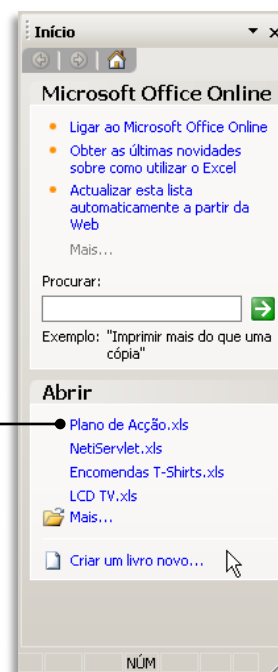 Início
Microsoft Office Online
Ligar ao Microsoft Office Online
Obter as últimas novidades
sobre como utilizar o Excel
Actualizar esta lista
automaticamente a partir da
Web
Mais...
Procurar:
Exemplo: "Imprimir mais do que uma
cópia"
Abrir
Plano de Acção.xls
NetiServlet.xls
Encomendas T-Shirts.xls
LCD TV.xls
Mais...
Criar um livro novo...
NÚM